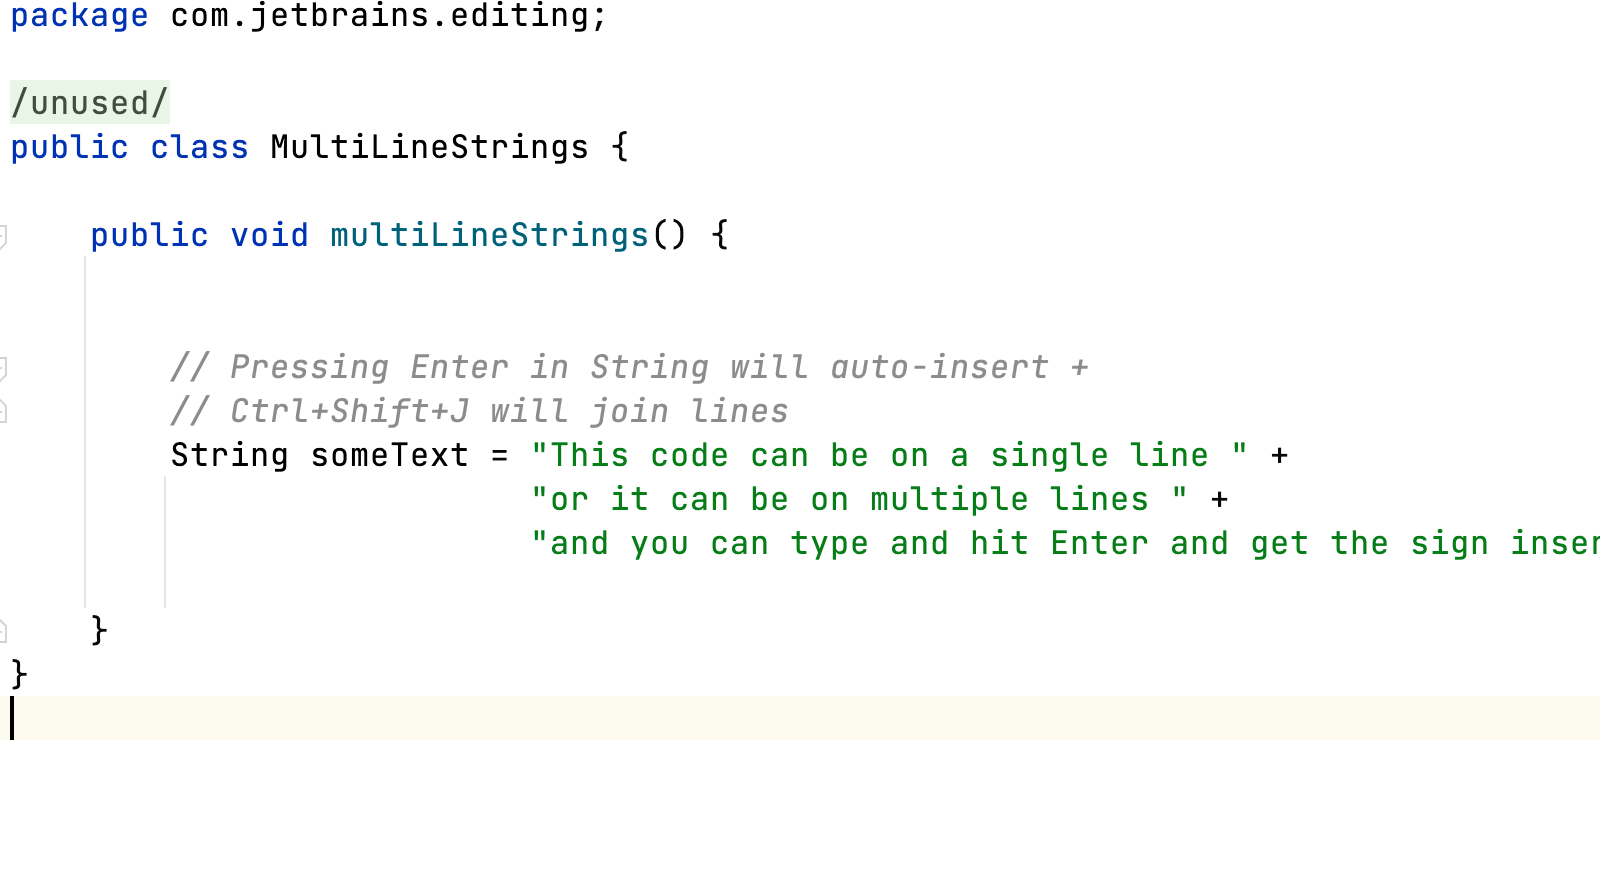 package com.jetbrains.editing;
/unused/
public class MultiLineStrings {
public void multiLineStrings() {
// Pressing Enter in String will auto-insert +
// Ctrl+Shift+J will join lines
String someText = "This code can be on a single line " +
"or it can be on multiple lines " +
"and you can type and hit Enter and get the sign
}
}